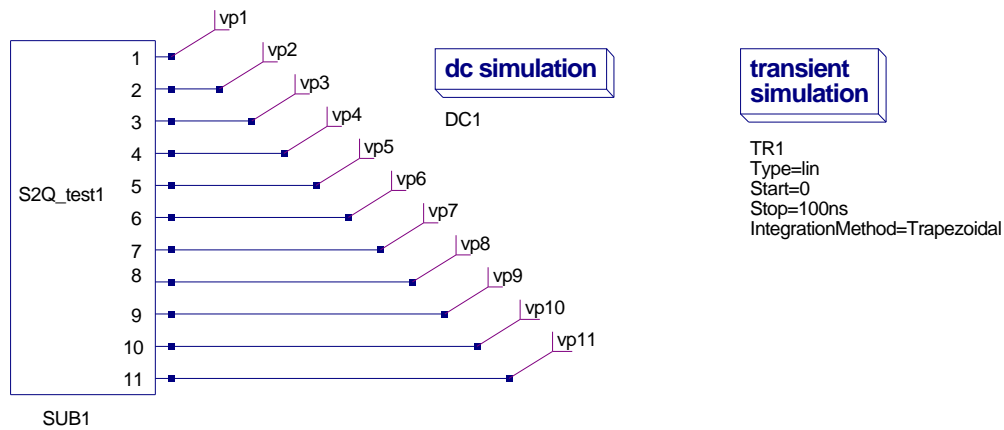 vp1
1
vp2
2
vp3
3
vp4
4
vp5
5
S2Q_test1
vp6
6
vp7
7
vp8
8
vp9
9
vp10
10
vp11
11
SUB1
dc simulation
DC1
transient
simulation
TR1
Type=lin
Start=0
Stop=100ns
IntegrationMethod=Trapezoidal